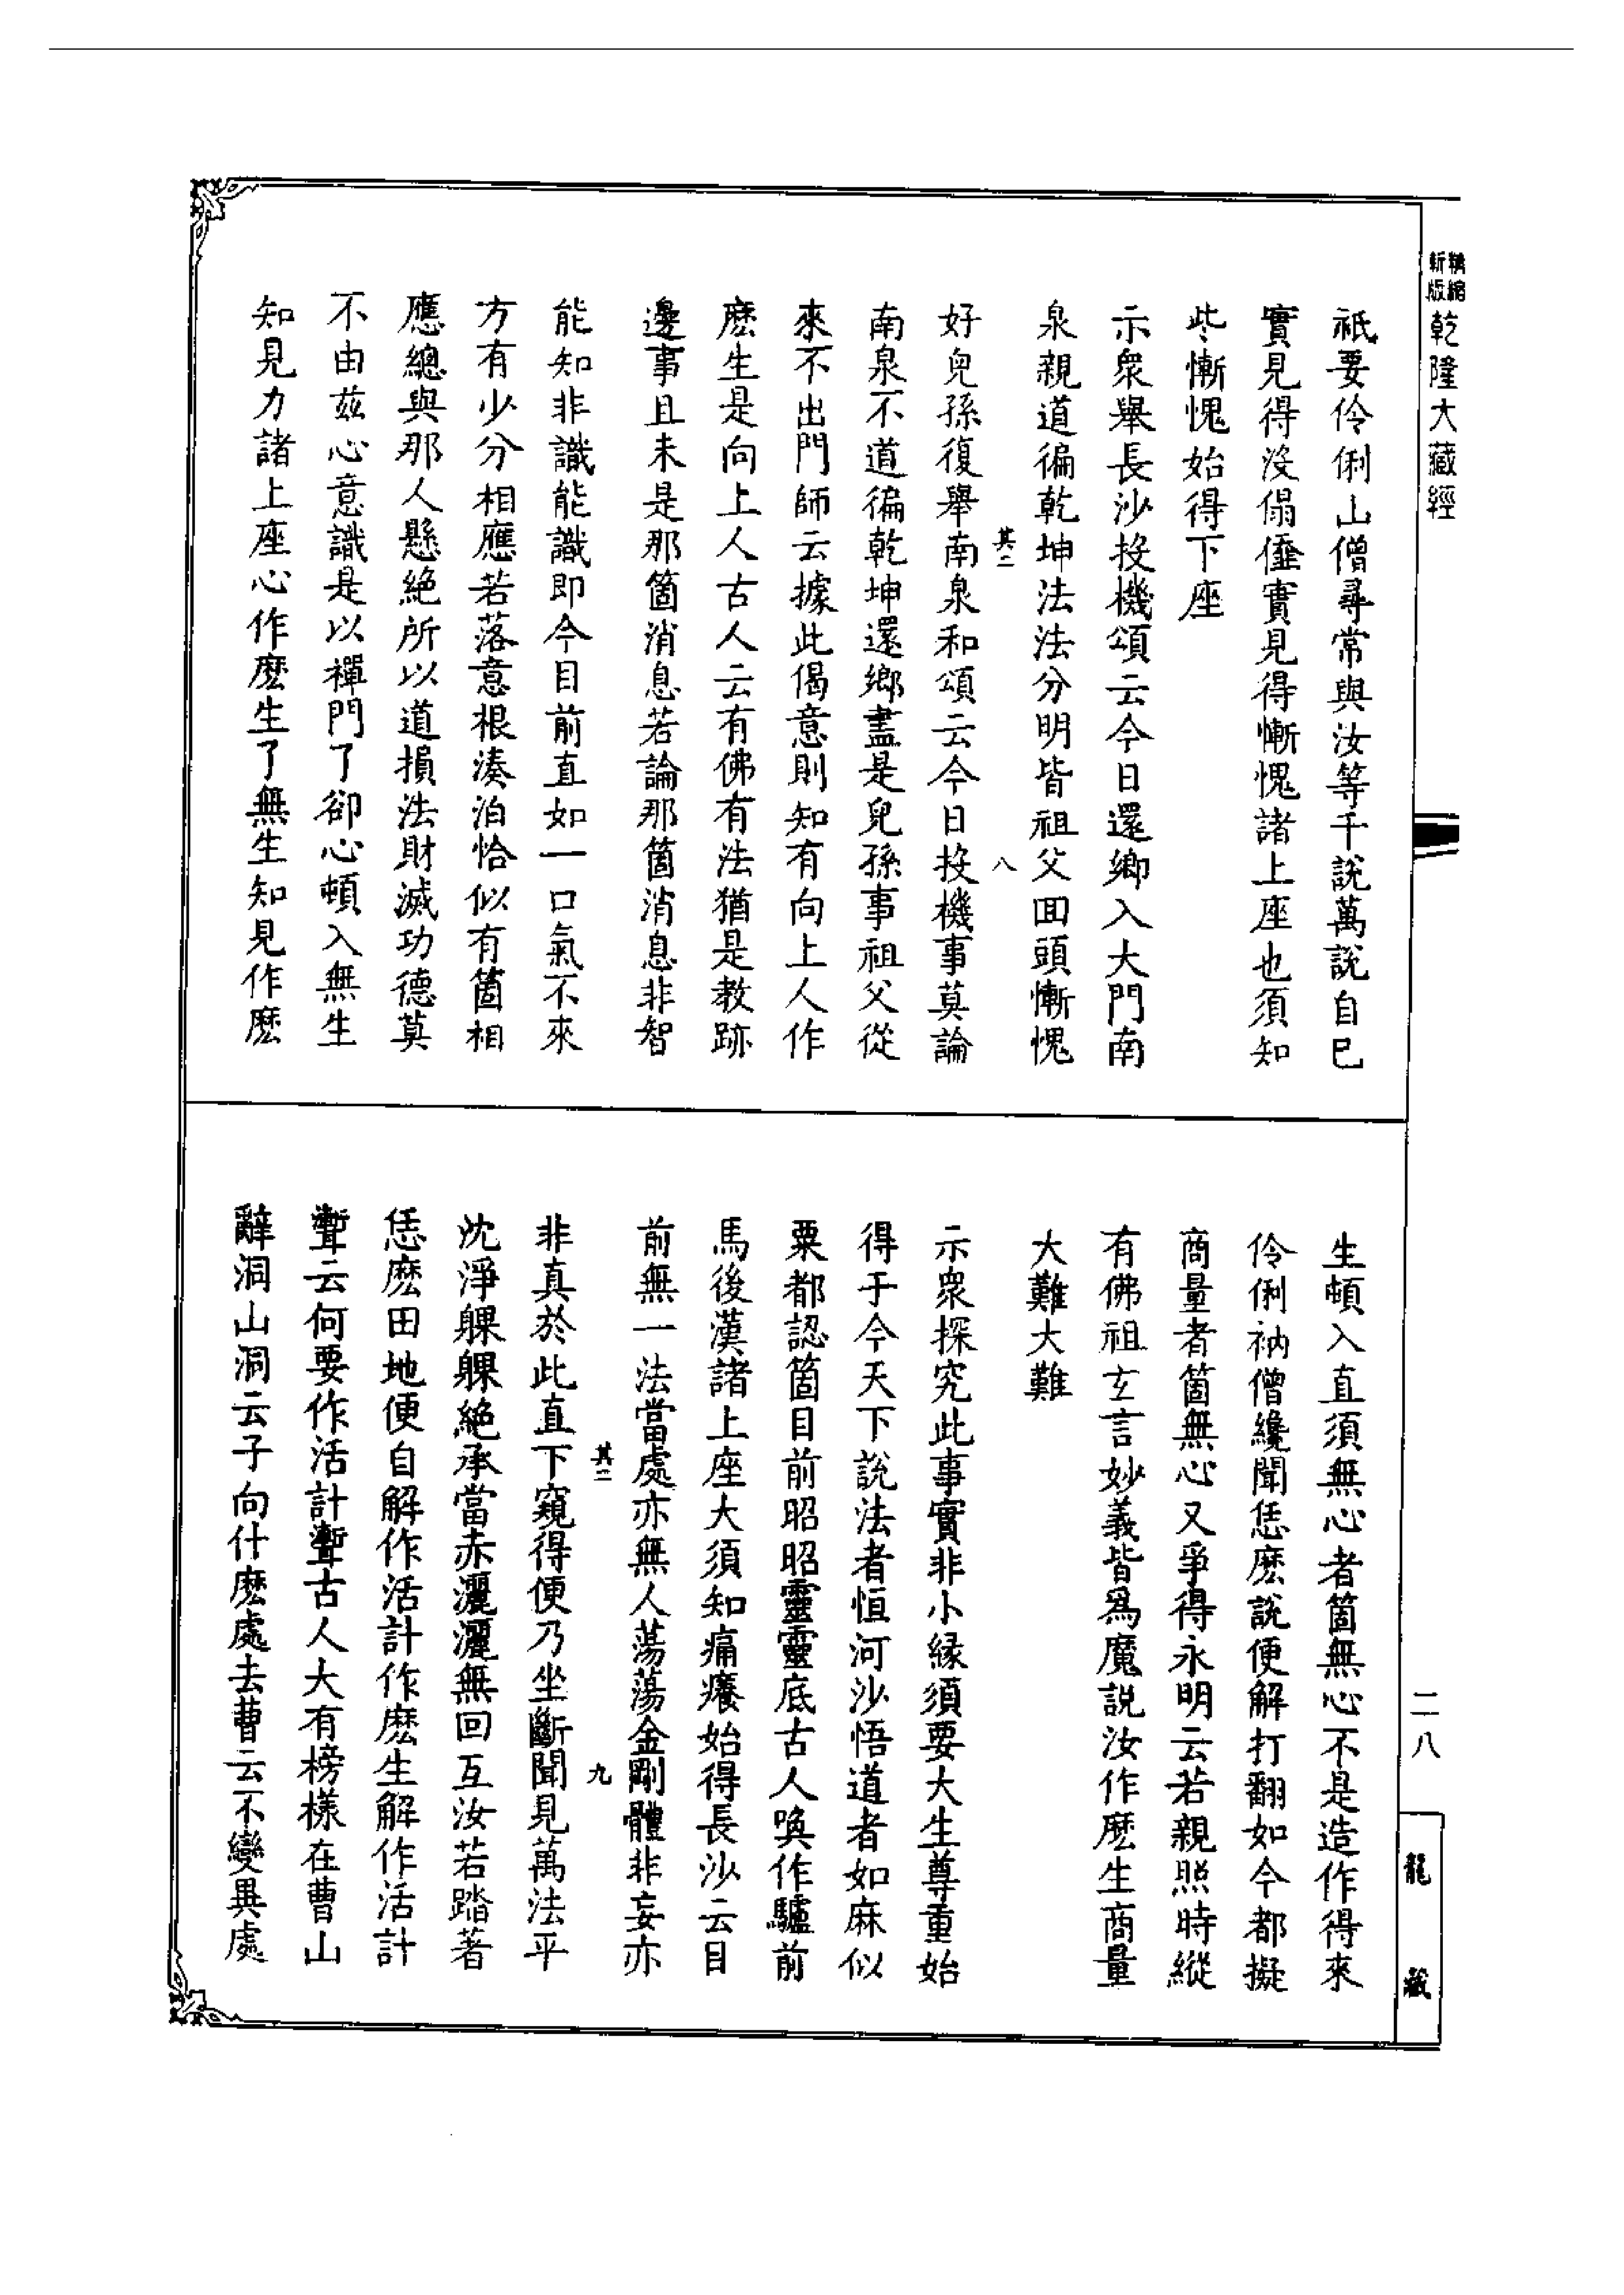 精縮新版乾隆大藏經
祇要伶俐山僧尋常與汝等千說萬說自巳
實見得沒傝㒓實見得慚愧諸上座也須知
此慚愧始得下座
示衆舉長沙投機頌云今日還鄉入大門南
泉親道徧乾坤法法分明皆祖父回頭慚愧
其二 八
好兒孫復舉南泉和頌云今日投機事莫論
南泉不道徧乾坤還鄉盡是兒孫事祖父從
來不出門師云據此偈意則知有向上人作
麽生是向上人古人云有佛有法猶是教跡
邊事且未是那箇消息若論那箇消息非智
能知非識能識即今目前直如一口氣不來
方有少分相應若落意根湊泊恰似有箇相
應總與那人懸絕所以道損法財滅功德莫
不由茲心意識是以禪門了卻心頓入無生
知見力諸上座心作麽生了無生知見作麽
二八
龍藏
生頓入直須無心者箇無心不是造作得來
伶俐衲僧纔聞恁麽說便解打翻如今都擬
商量者箇無心又爭得永明云若親照時縱
有佛祖玄言妙義皆爲魔說汝作麽生商量
大難大難
示衆探究此事實非小緣須要大生尊重始
得于今天下說法者恒河沙悟道者如麻似
粟都認箇目前昭昭靈靈底古人喚作驢前
馬後漢諸上座大須知痛癢始得長沙云目
前無一法當處亦無人蕩蕩金剛體非妄亦
其二 九
非真於此直下窺得便乃坐斷聞見萬法平
沈淨躶躶絕承當赤灑灑無回互汝若踏著
恁麽田地便自解作活計作麽生解作活計
聻云何要作活計聻古人大有榜樣在曹山
辭洞山洞云子向什麽處去曹云不變異處